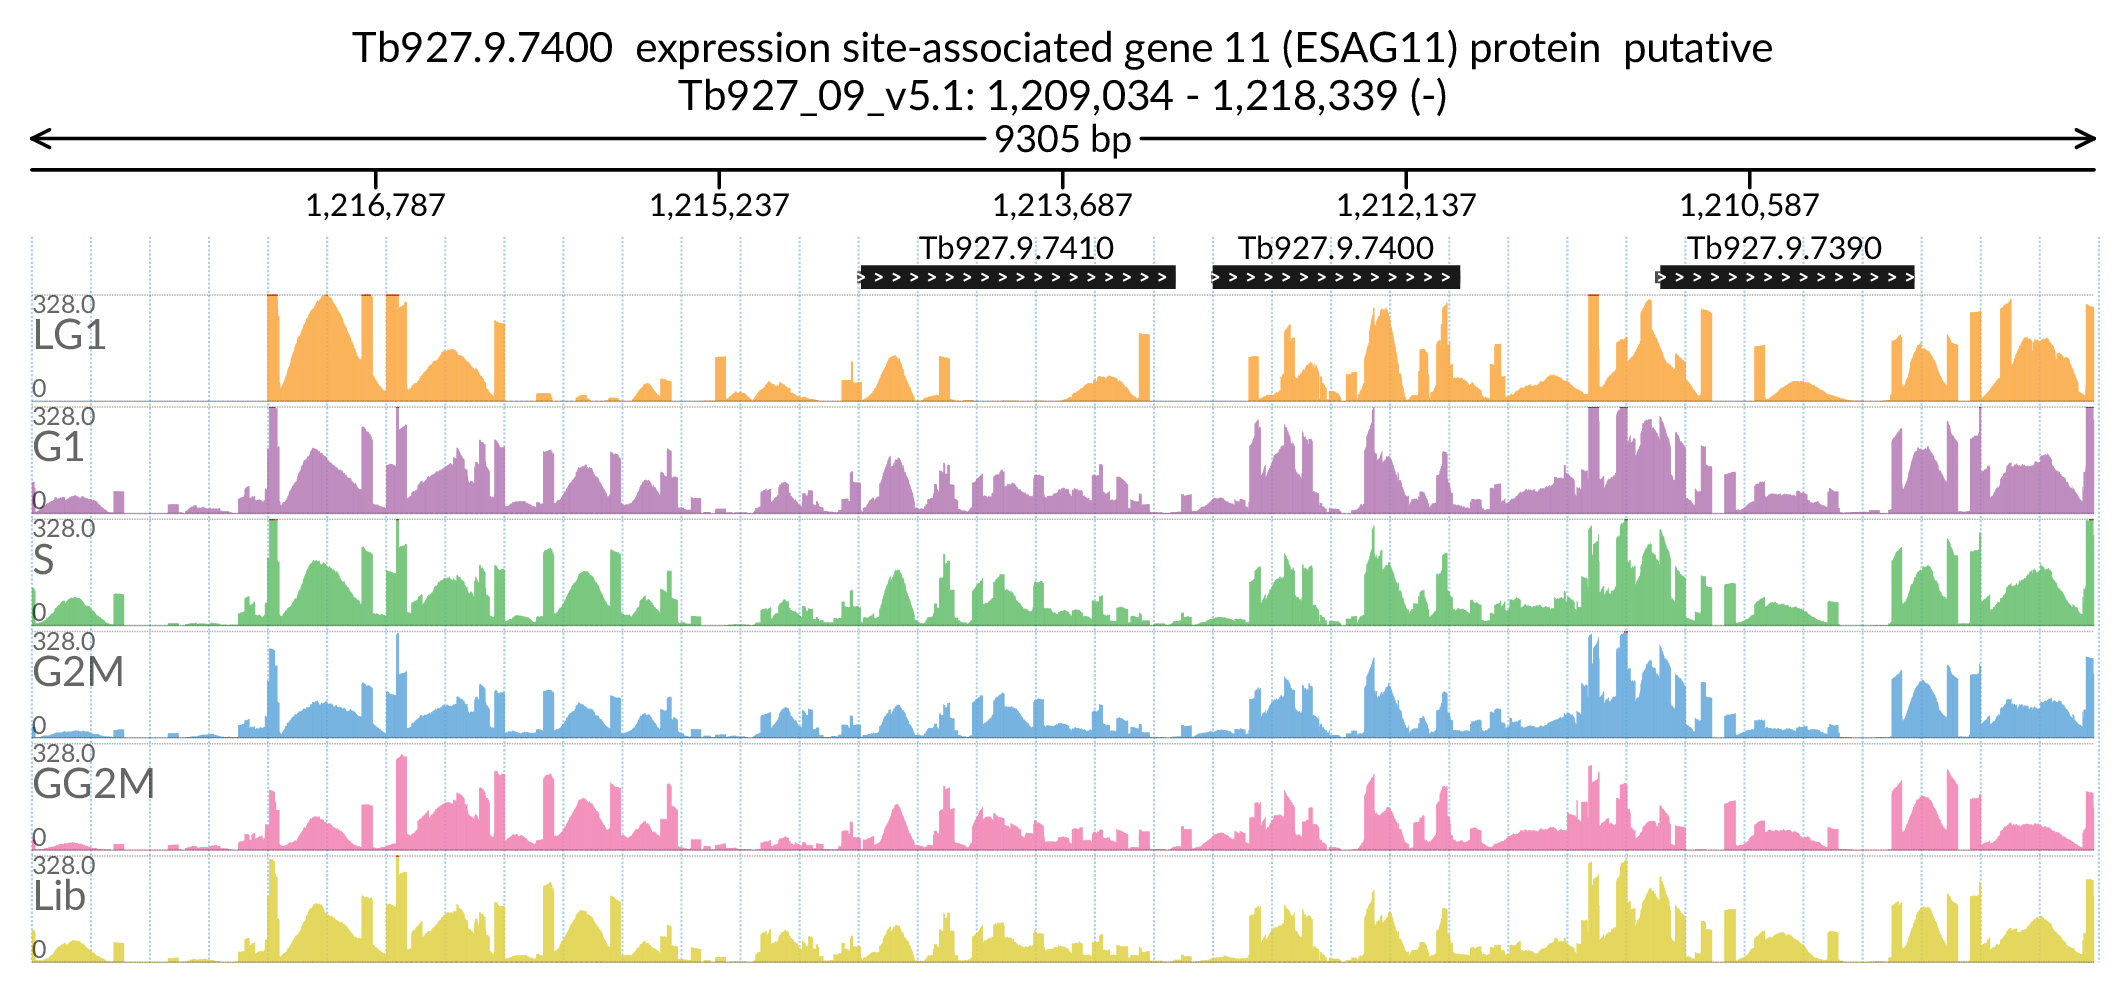 Tb927.9.7400  expression site-associated gene 11 (ESAG11) protein  putative
Tb927_09_v5.1: 1,209,034 - 1,218,339 (-)
9305 bp
1,216,787 1,215,237 1,213,687 1,212,137 1,210,587
Tb927.9.7410 Tb927.9.7400 Tb927.9.7390
328.0
LG1
0
328.0
G1
0
328.0
S
0
328.0
G2M
0
328.0
GG2M
0
328.0
Lib
0